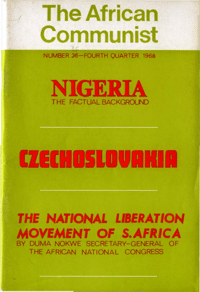 The African
Communist
NUMBER 35—FOURTH QUARTER 1968
NIGERIA
THE FACTUAL BACKGROUND
CZECHOSLOVAKIA
THE NATIONAL LIBERATION
MOVEMENT OF S.AFRICA
BY DUMA NOKWE SECRETARY-GENERAL OF
THE AFRICAN NATIONAL CONGRESS